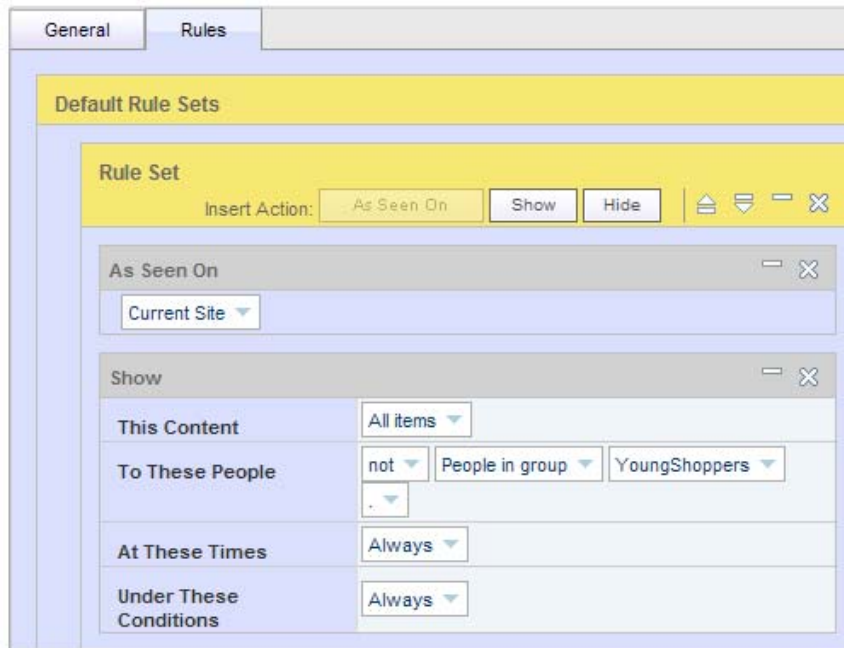 General Rules
Default Rule Sets
Rule Set
Insert Action: As Seen On Show Hide
As Seen On
Current Site
Show
This Content All items
To These People not People in group YoungShoppers
.
At These Times Always
Under These Conditions Always